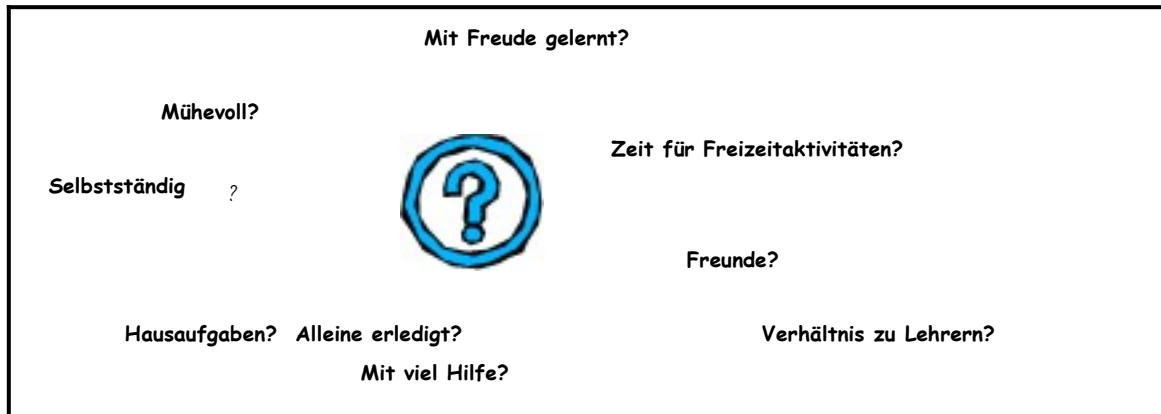 Mit Freude gelernt?
Mühevoll?
Zeit für Freizeitaktivitäten?
Selbstständig ?
Freunde?
Hausaufgaben? Alleine erledigt?
Verhältnis zu Lehrern?
Mit viel Hilfe?